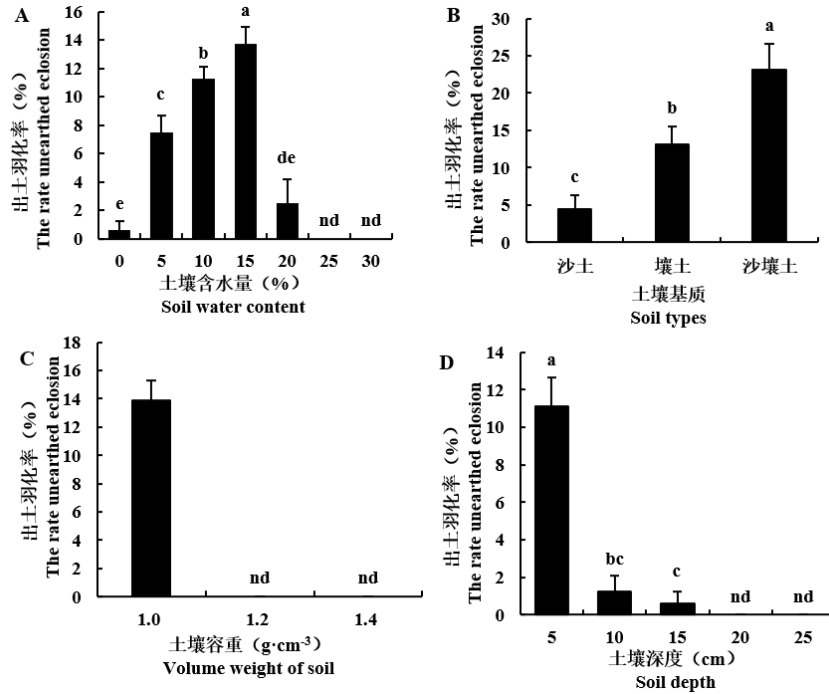 A
出土羽化率（%）
The rate unearthed eclosion
16
14
12
10
8
6
4
2
0
e
c
b
a
de
nd
nd
0 5 10 15 20 25 30
土壤含水量（%）
Soil water content
B
出土羽化率（%）
The rate unearthed eclosion
30
25
20
15
10
5
0
c
b
a
沙土 壤土 沙壤土
土壤基质
Soil types
C
出土羽化率（%）
The rate unearthed eclosion
18
16
14
12
10
8
6
4
2
0
nd
nd
1.0 1.2 1.4
土壤容重（g·cm-3）
Volume weight of soil
D
出土羽化率（%）
The rate unearthed eclosion
14
12
10
8
6
4
2
0
a
bc
c
nd
nd
5 10 15 20 25
土壤深度（cm）
Soil depth